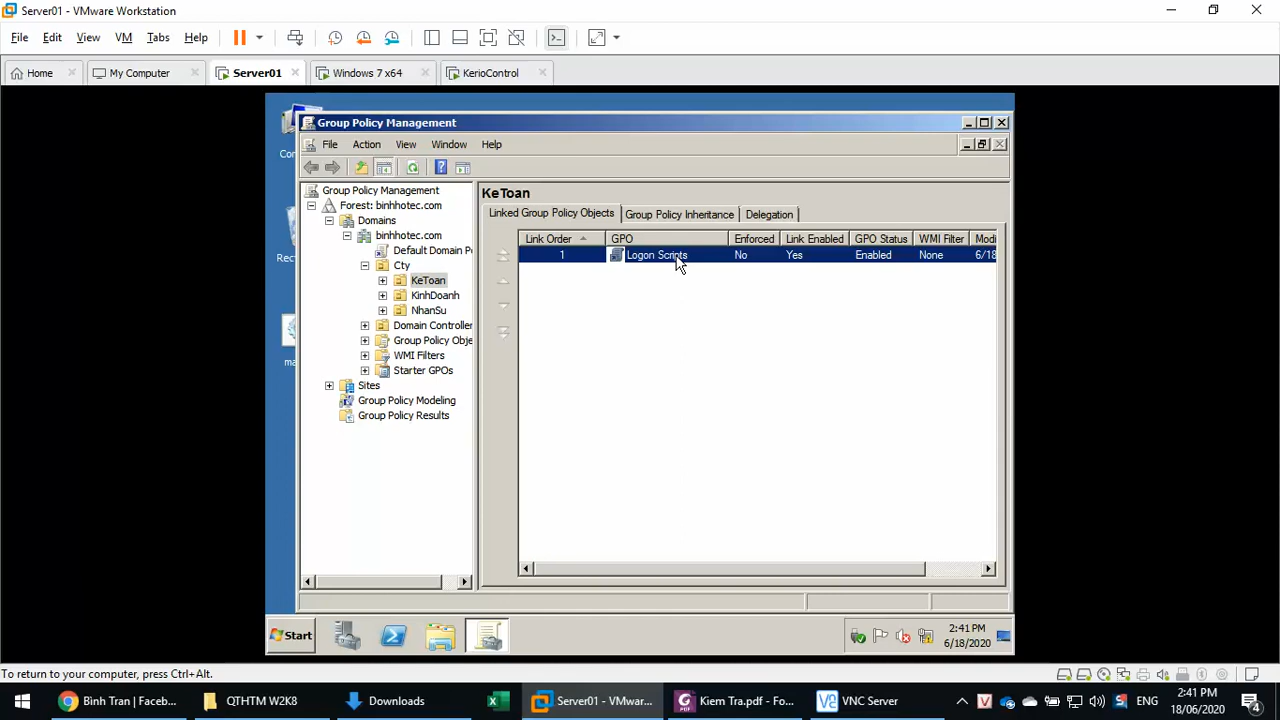 Server01 - VMware Workstation
File Edit View VM Tabs Help
Home My Computer Server01 Windows 7 x64 KerioControl
Group Policy Management
File Action View Window Help
Group Policy Management
Forest: binhhotec.com
Domains
binhhotec.com
Default Domain P
Cty
KeToan
KinhDoanh
NhanSu
Domain Controller
Group Policy Obje
WMI Filters
Starter GPOs
Sites
Group Policy Modeling
Group Policy Results
KeToan
Linked Group Policy Objects Group Policy Inheritance Delegation
Link Order GPO Enforced Link Enabled GPO Status WMI Filter Modi
1 Logon Scripts No Yes Enabled None 6/18
Co
Rec
ma
Start
2:41 PM
6/18/2020
To return to your computer, press Ctrl+Alt.
Binh Tran | Faceb... QTHTM W2K8 Downloads Server01 - VMwar... Kiem Tra.pdf - Fo... VNC Server ENG
2:41 PM
18/06/2020
4